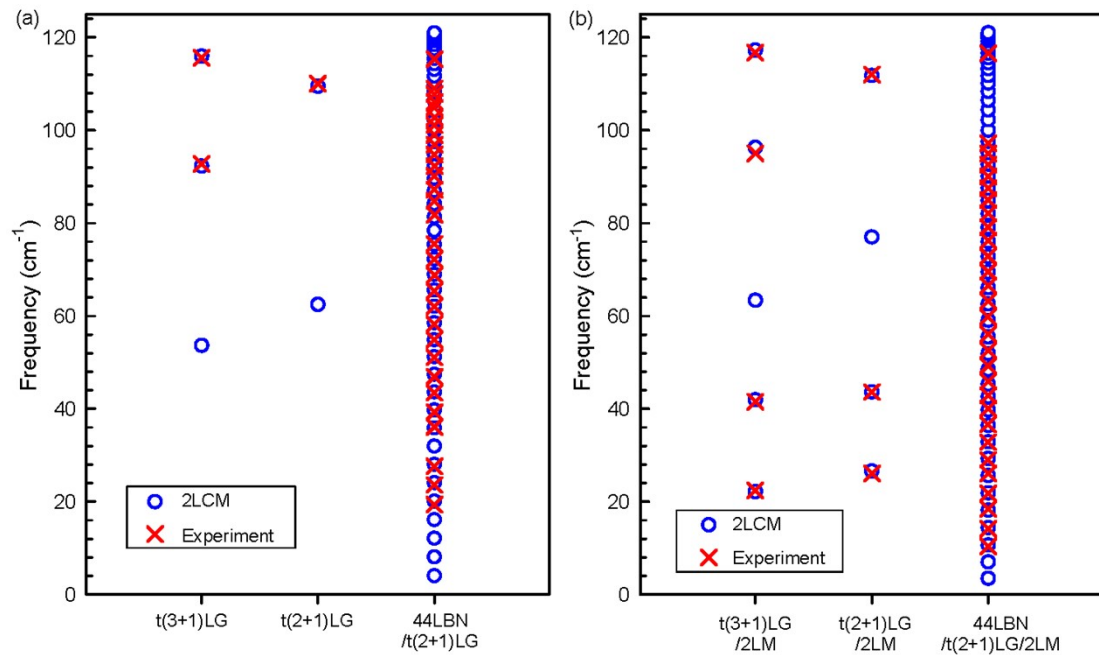 (a)
Frequency (cm⁻¹)
120
100
80
60
40
20
0
2LCM
Experiment
t(3+1)LG
t(2+1)LG
44LBN
/t(2+1)LG
(b)
Frequency (cm⁻¹)
120
100
80
60
40
20
0
2LCM
Experiment
t(3+1)LG
/2LM
t(2+1)LG
/2LM
44LBN
/t(2+1)LG/2LM